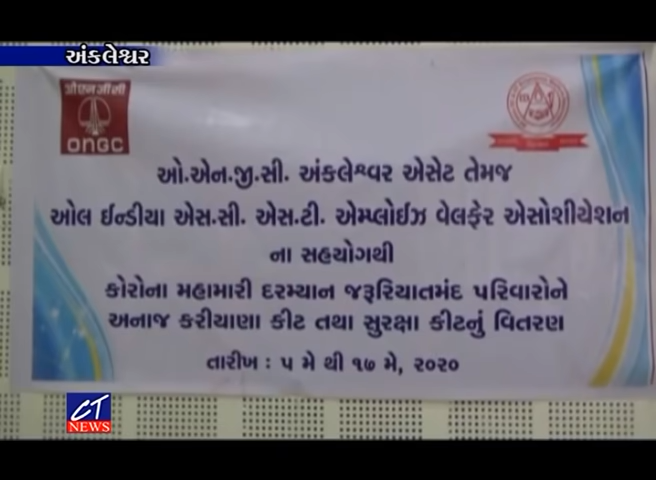 અંકલેશ્વર
ઓએનજીસી
ONGC
ઓ.એન.જી.સી. અંકલેશ્વર એસેટ તેમજ
ઓલ ઈન્ડીયા એસ.સી. એસ.ટી. એમ્પ્લોઈઝ વેલફેર એસોશીયેશન
ના સહયોગથી
કોરોના મહામારી દરમ્યાન જરૂરિયાતમંદ પરિવારોને
અનાજ કરીયાણા કીટ તથા સુરક્ષા કીટનું વિતરણ
તારીખ : ૫ મે થી ૧૭ મે, ૨૦૨૦
CT
NEWS